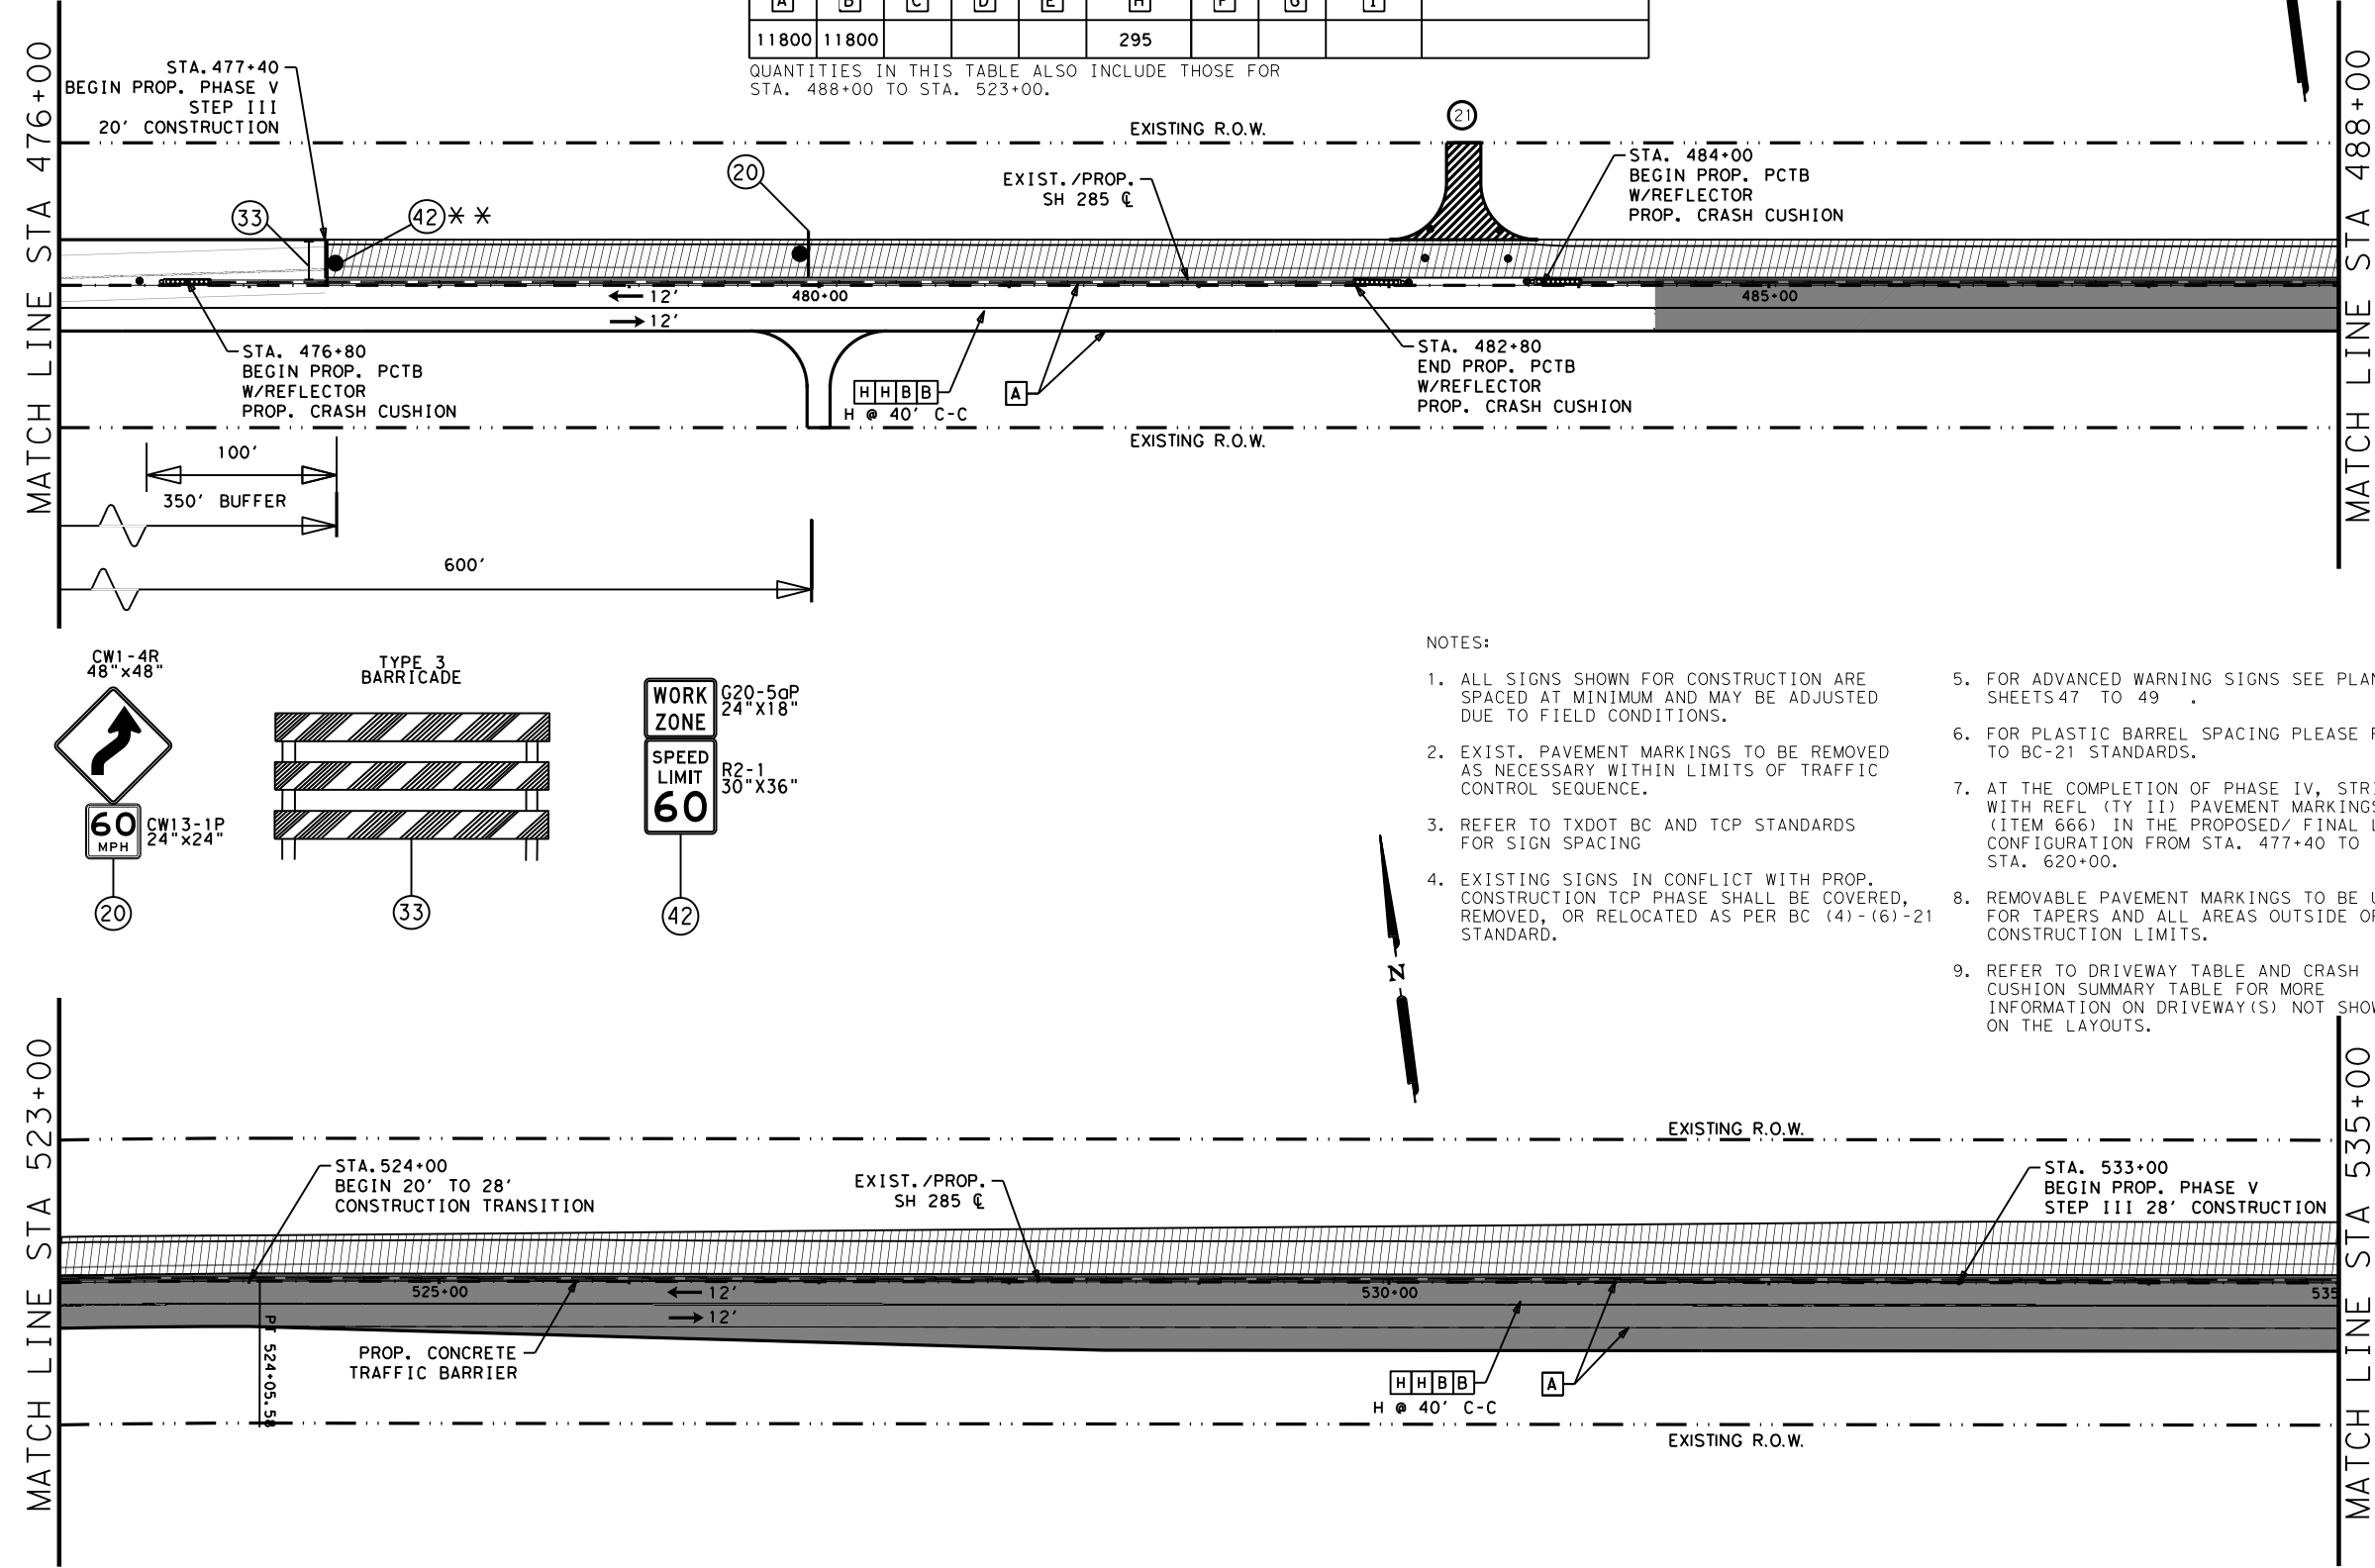 A B C D E H F G I
11800 11800 295
QUANTITIES IN THIS TABLE ALSO INCLUDE THOSE FOR
STA. 488+00 TO STA. 523+00.
MATCH LINE STA 476+00
STA.477+40
BEGIN PROP. PHASE V
STEP III
20' CONSTRUCTION
EXISTING R.O.W.
21
20
33
42 * *
EXIST./PROP.
SH 285 ℄
STA. 484+00
BEGIN PROP. PCTB
W/REFLECTOR
PROP. CRASH CUSHION
12'
12'
480+00
485+00
STA. 476+80
BEGIN PROP. PCTB
W/REFLECTOR
PROP. CRASH CUSHION
H H B B
H @ 40' C-C
A
STA. 482+80
END PROP. PCTB
W/REFLECTOR
PROP. CRASH CUSHION
EXISTING R.O.W.
MATCH LINE STA 488+00
100'
350' BUFFER
600'
CW1-4R
48"x48"
60
MPH
CW13-1P
24"x24"
20
TYPE 3
BARRICADE
33
WORK
ZONE
G20-5aP
24"X18"
SPEED
LIMIT
60
R2-1
30"X36"
42
NOTES:
1. ALL SIGNS SHOWN FOR CONSTRUCTION ARE
SPACED AT MINIMUM AND MAY BE ADJUSTED
DUE TO FIELD CONDITIONS.
2. EXIST. PAVEMENT MARKINGS TO BE REMOVED
AS NECESSARY WITHIN LIMITS OF TRAFFIC
CONTROL SEQUENCE.
3. REFER TO TXDOT BC AND TCP STANDARDS
FOR SIGN SPACING
4. EXISTING SIGNS IN CONFLICT WITH PROP.
CONSTRUCTION TCP PHASE SHALL BE COVERED,
REMOVED, OR RELOCATED AS PER BC (4)-(6)-21
STANDARD.
5. FOR ADVANCED WARNING SIGNS SEE PLAN
SHEETS 47 TO 49 .
6. FOR PLASTIC BARREL SPACING PLEASE
TO BC-21 STANDARDS.
7. AT THE COMPLETION OF PHASE IV,
WITH REFL (TY II) PAVEMENT MARKINGS
(ITEM 666) IN THE PROPOSED/ FINAL
CONFIGURATION FROM STA. 477+40 TO
STA. 620+00.
8. REMOVABLE PAVEMENT MARKINGS TO BE
FOR TAPERS AND ALL AREAS OUTSIDE
CONSTRUCTION LIMITS.
9. REFER TO DRIVEWAY TABLE AND CRASH
CUSHION SUMMARY TABLE FOR MORE
INFORMATION ON DRIVEWAY(S) NOT
ON THE LAYOUTS.
N
MATCH LINE STA 523+00
EXISTING R.O.W.
STA.524+00
BEGIN 20' TO 28'
CONSTRUCTION TRANSITION
EXIST./PROP.
SH 285 ℄
STA. 533+00
BEGIN PROP. PHASE V
STEP III 28' CONSTRUCTION
525+00
12'
12'
530+00
535
PT 524+05.58
PROP. CONCRETE
TRAFFIC BARRIER
H H B B
H @ 40' C-C
A
EXISTING R.O.W.
MATCH LINE STA 535+00